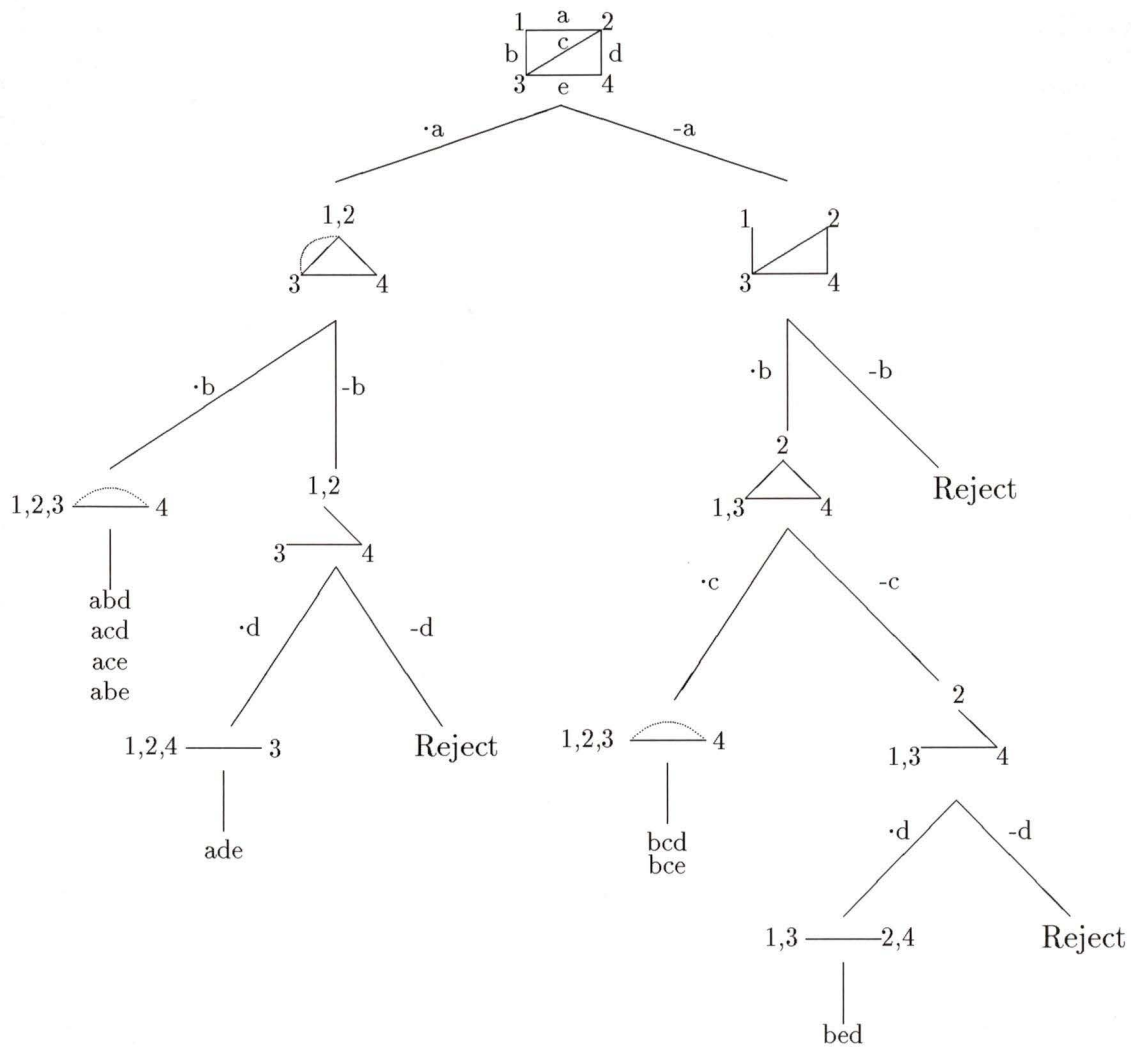 1 a 2
b c d
3 e 4
·a -a
1,2
3 4
1 2
3 4
·b -b
·b -b
1,2,3 4
1,2
3 4
2
1,3 4
Reject
abd
acd
ace
abe
·d -d
·c -c
1,2,4 3
Reject
1,2,3 4
2
1,3 4
ade
bcd
bce
·d -d
1,3 2,4
Reject
bed